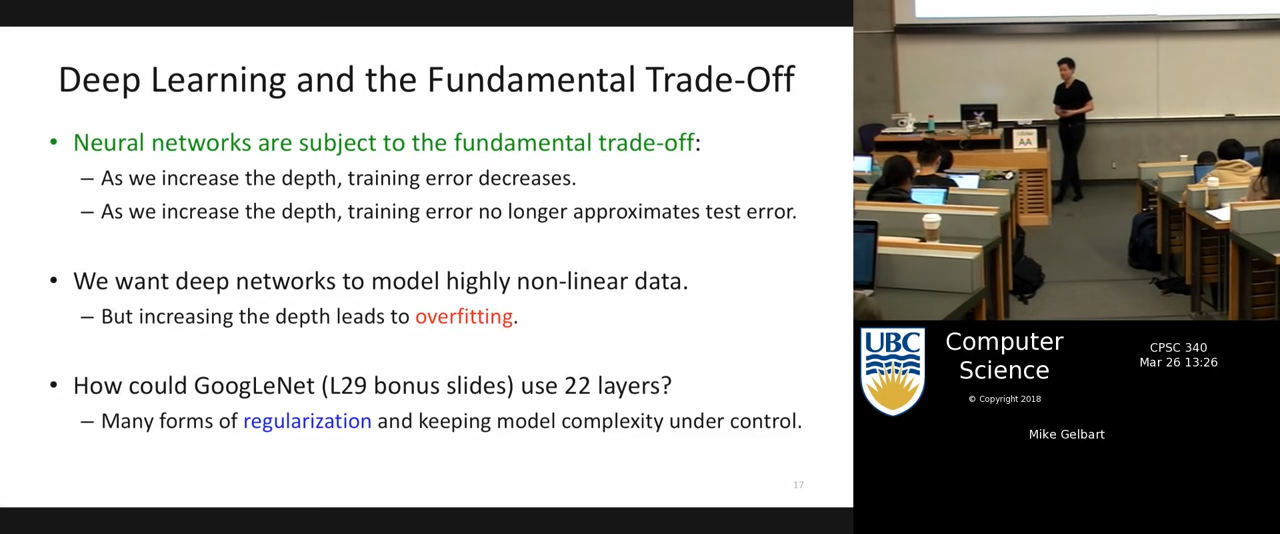 Deep Learning and the Fundamental Trade-Off
• Neural networks are subject to the fundamental trade-off:
– As we increase the depth, training error decreases.
– As we increase the depth, training error no longer approximates test error.
• We want deep networks to model highly non-linear data.
– But increasing the depth leads to overfitting.
• How could GoogLeNet (L29 bonus slides) use 22 layers?
– Many forms of regularization and keeping model complexity under control.
17
AA
UBC
Computer
Science
© Copyright 2018
CPSC 340
Mar 26 13:26
Mike Gelbart